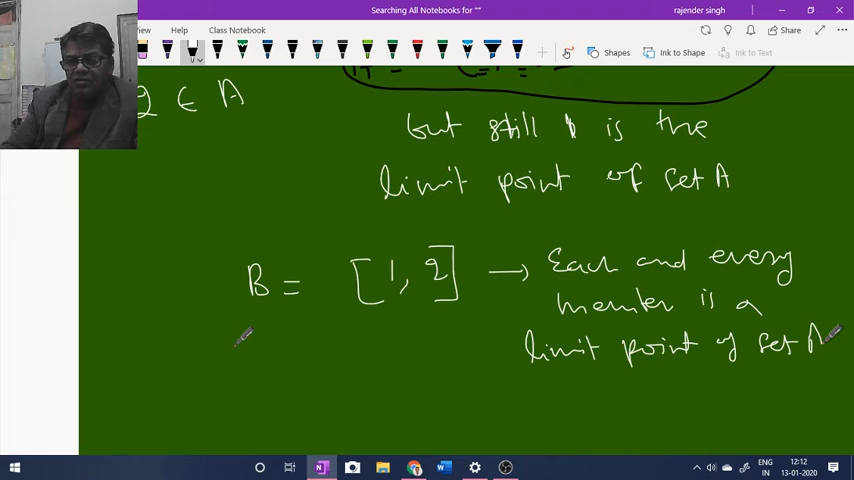 Searching All Notebooks for ""
rajender singh
View Help Class Notebook
Share
Shapes Ink to Shape Ink to Text
2 ∈ A
but still 1 is the
limit point of set A
B = [1, 2] → Each and every
member is a
limit point of set A
ENG
IN
12:12
13-01-2020